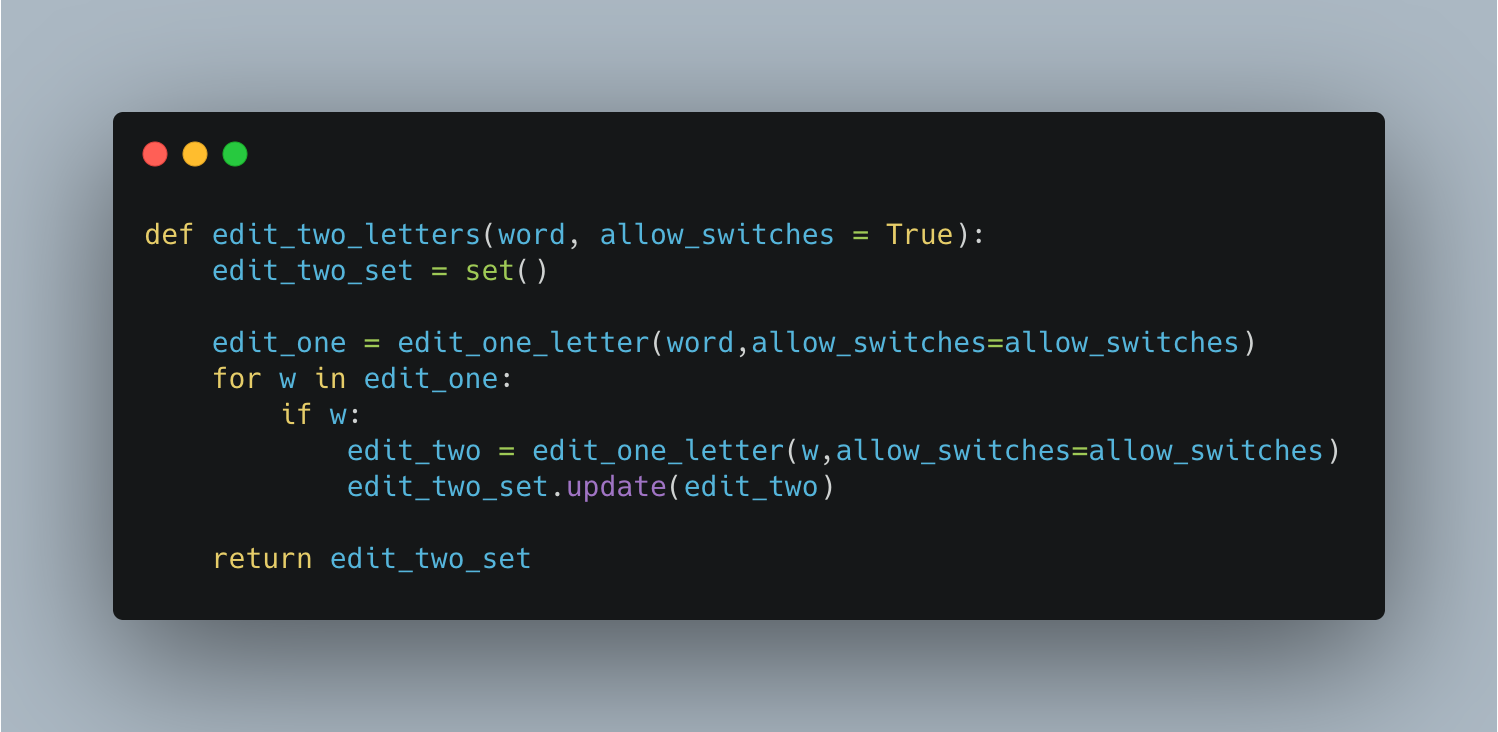 def edit_two_letters(word, allow_switches = True):
    edit_two_set = set()

    edit_one = edit_one_letter(word,allow_switches=allow_switches)
    for w in edit_one:
        if w:
            edit_two = edit_one_letter(w,allow_switches=allow_switches)
            edit_two_set.update(edit_two)

    return edit_two_set